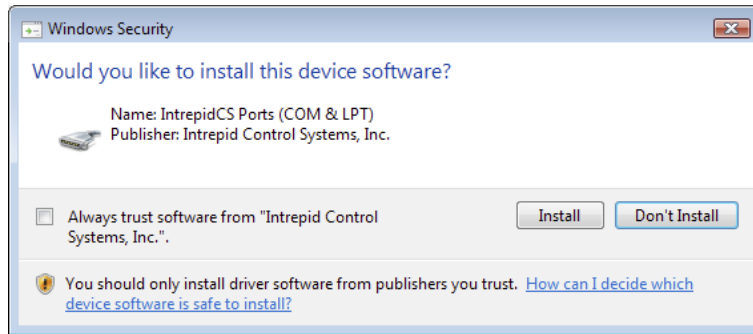 Windows Security
Would you like to install this device software?
Name: IntrepidCS Ports (COM & LPT)
Publisher: Intrepid Control Systems, Inc.
Always trust software from "Intrepid Control
Systems, Inc.".
Install
Don't Install
You should only install driver software from publishers you trust. How can I decide which
device software is safe to install?